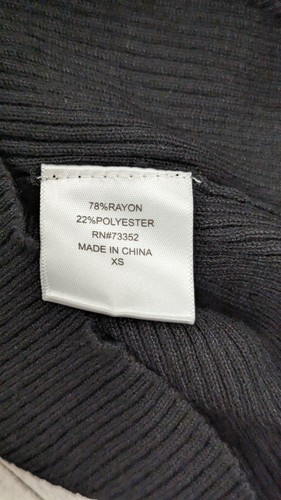 78%RAYON
22%POLYESTER
RN#73352
MADE IN CHINA
XS